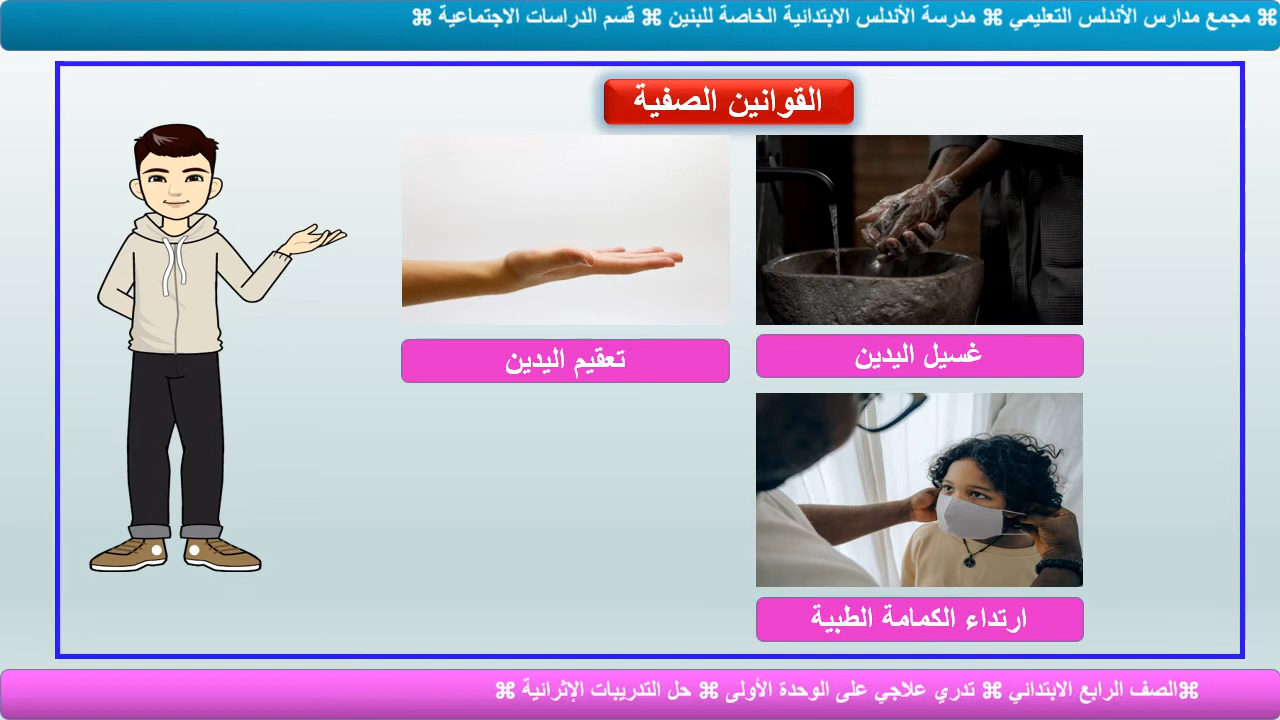 ⌘ مجمع مدارس الأندلس التعليمي ⌘ مدرسة الأندلس الابتدائية الخاصة للبنين ⌘ قسم الدراسات الاجتماعية ⌘
القوانين الصفية
غسيل اليدين
تعقيم اليدين
ارتداء الكمامة الطبية
⌘الصف الرابع الابتدائي ⌘ تدري علاجي على الوحدة الأولى ⌘ حل التدريبات الإثرائية ⌘